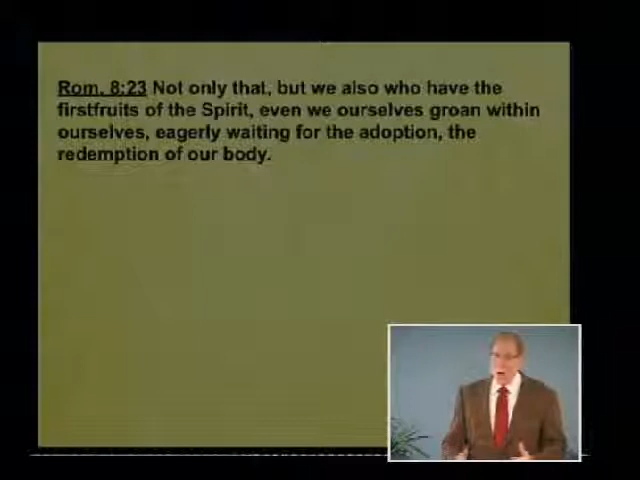 Rom. 8:23 Not only that, but we also who have the
firstfruits of the Spirit, even we ourselves groan within
ourselves, eagerly waiting for the adoption, the
redemption of our body.